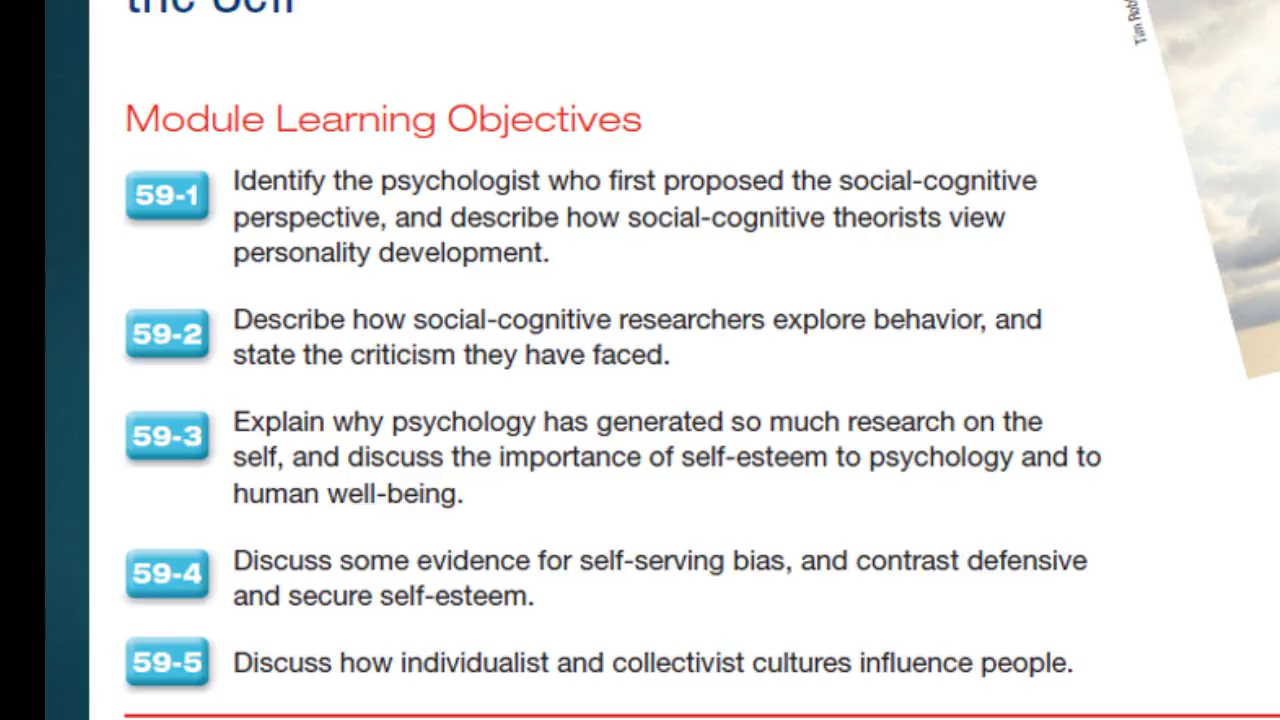 the Self
Module Learning Objectives
59-1
Identify the psychologist who first proposed the social-cognitive
perspective, and describe how social-cognitive theorists view
personality development.
59-2
Describe how social-cognitive researchers explore behavior, and
state the criticism they have faced.
59-3
Explain why psychology has generated so much research on the
self, and discuss the importance of self-esteem to psychology and to
human well-being.
59-4
Discuss some evidence for self-serving bias, and contrast defensive
and secure self-esteem.
59-5
Discuss how individualist and collectivist cultures influence people.
Tim